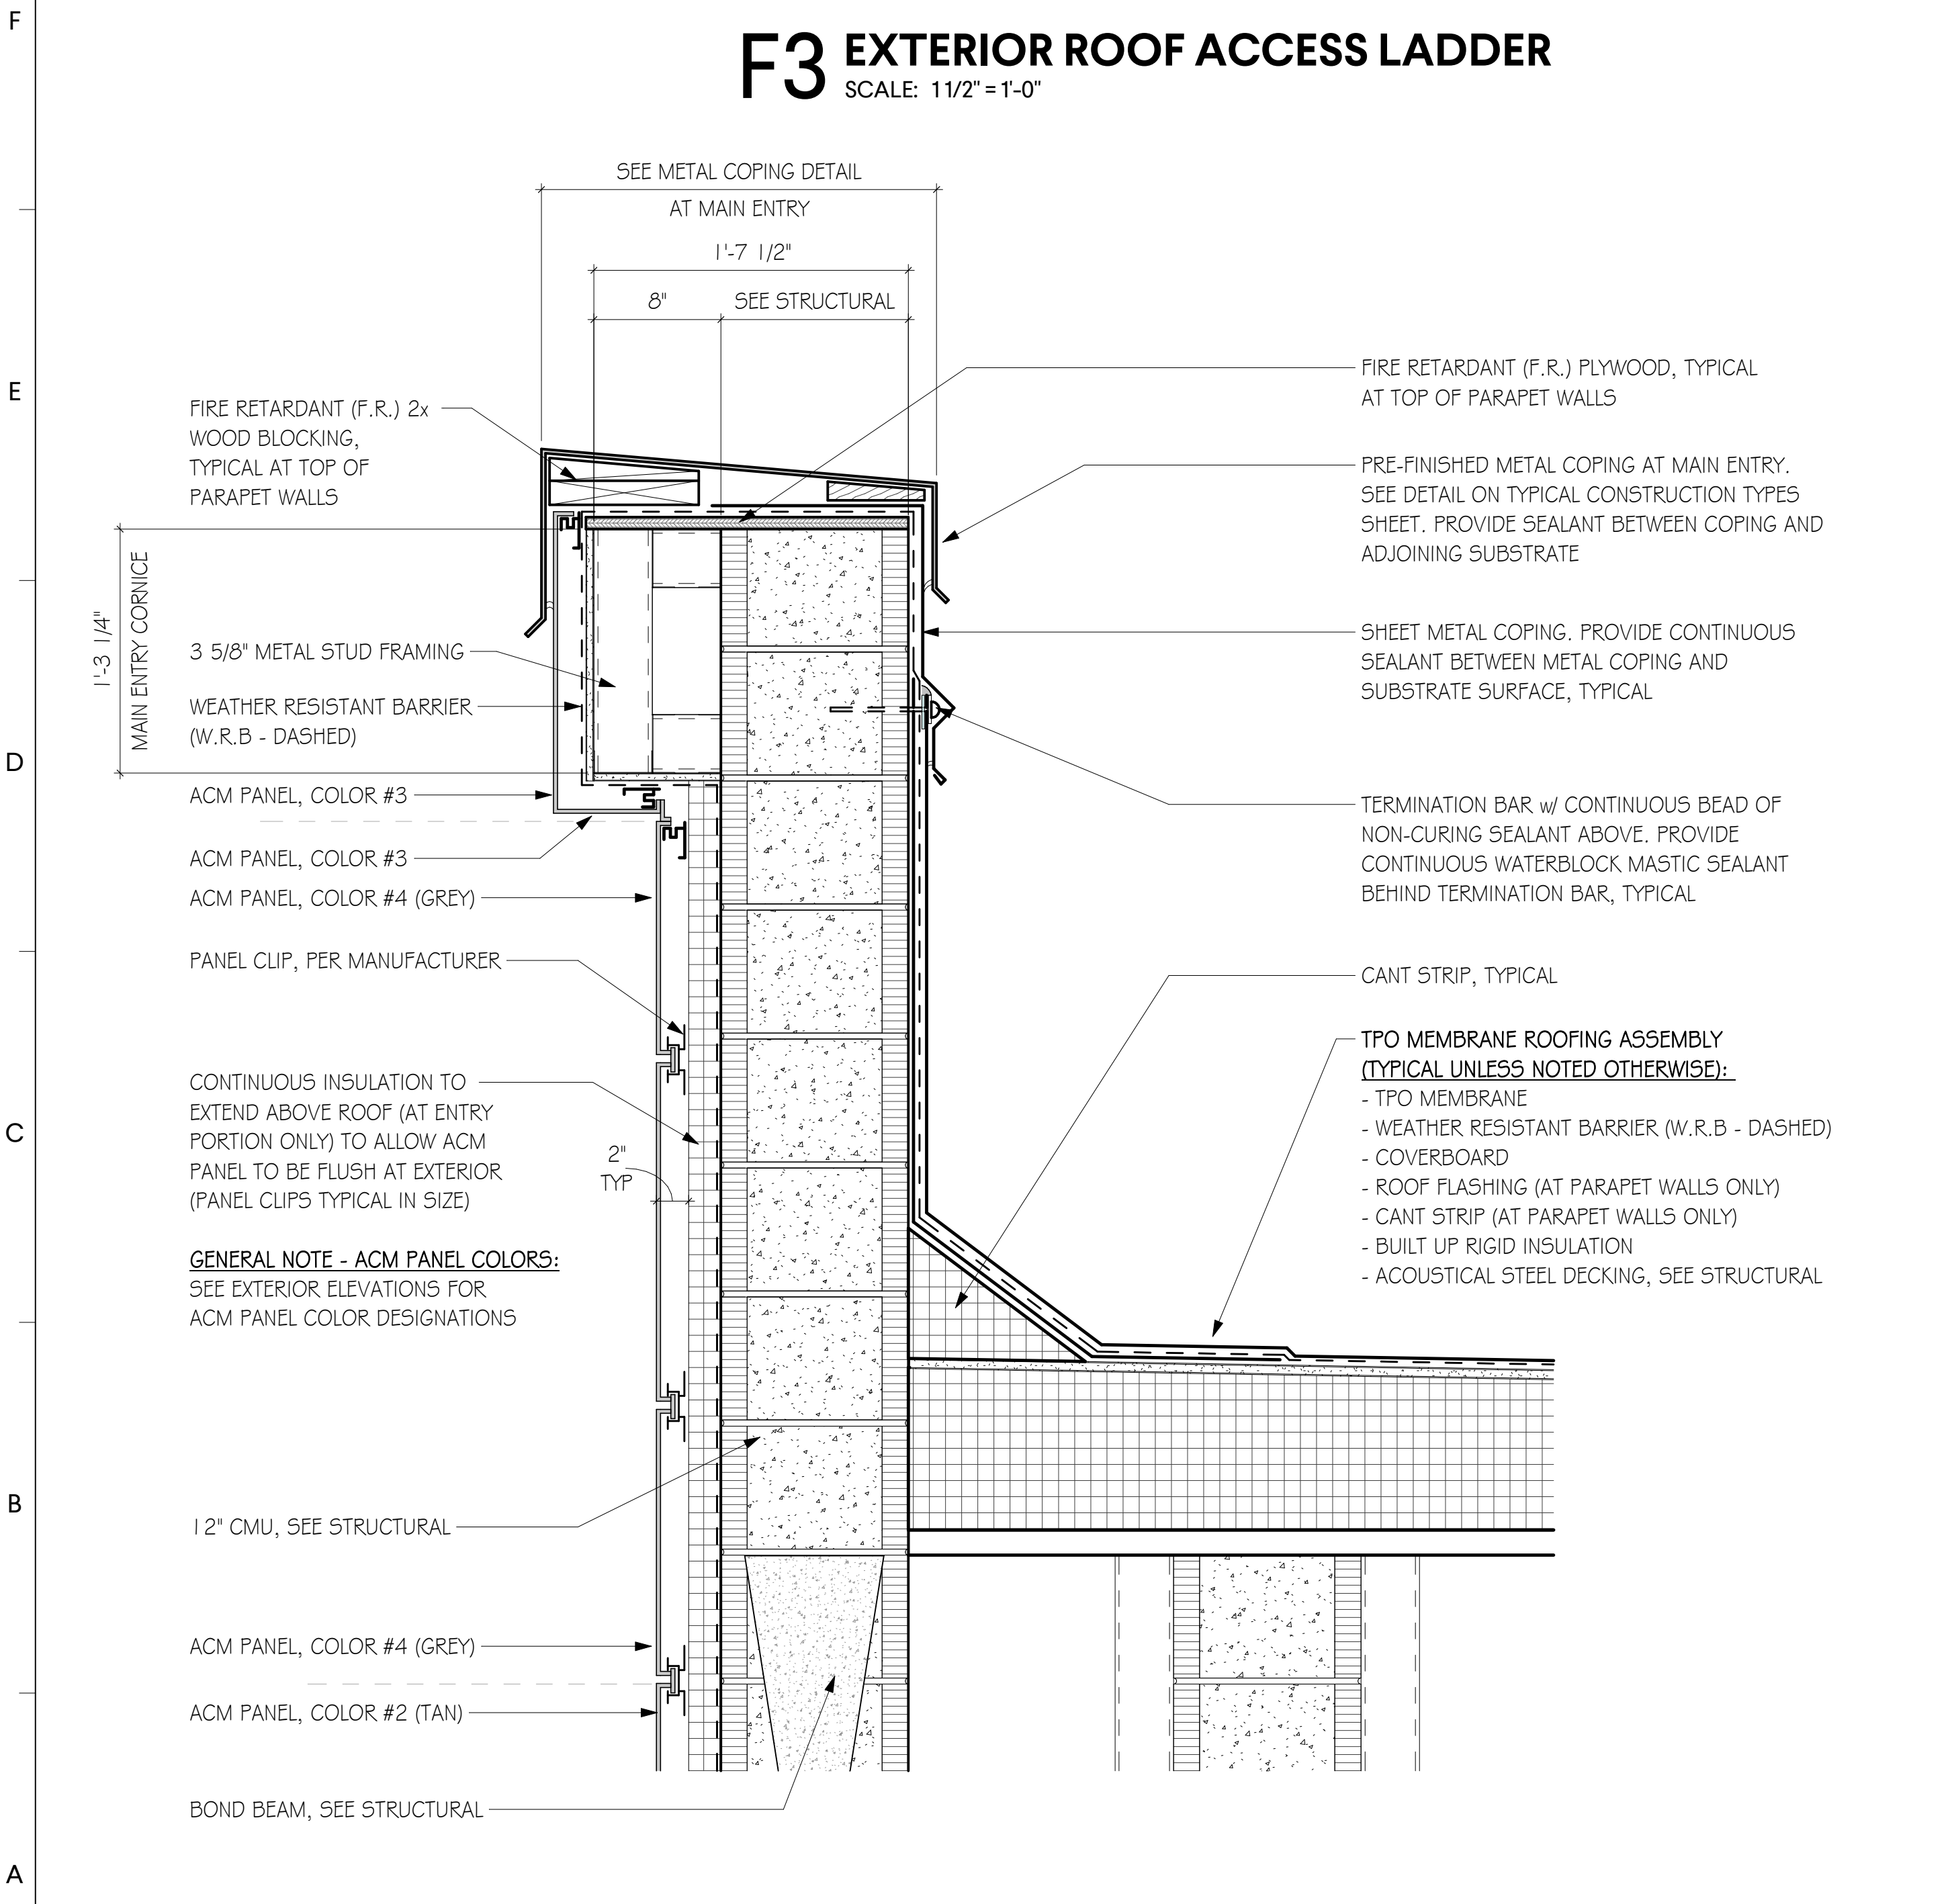 F
F3 EXTERIOR ROOF ACCESS LADDER
SCALE: 1 1/2" = 1'-0"
SEE METAL COPING DETAIL
AT MAIN ENTRY
1'-7 1/2"
8"
SEE STRUCTURAL
E
FIRE RETARDANT (F.R.) 2x
WOOD BLOCKING,
TYPICAL AT TOP OF
PARAPET WALLS
1'-3 1/4"
MAIN ENTRY CORNICE
3 5/8" METAL STUD FRAMING
WEATHER RESISTANT BARRIER
(W.R.B - DASHED)
D
ACM PANEL, COLOR #3
ACM PANEL, COLOR #3
ACM PANEL, COLOR #4 (GREY)
PANEL CLIP, PER MANUFACTURER
CONTINUOUS INSULATION TO
EXTEND ABOVE ROOF (AT ENTRY
PORTION ONLY) TO ALLOW ACM
PANEL TO BE FLUSH AT EXTERIOR
(PANEL CLIPS TYPICAL IN SIZE)
2"
TYP
C
GENERAL NOTE - ACM PANEL COLORS:
SEE EXTERIOR ELEVATIONS FOR
ACM PANEL COLOR DESIGNATIONS
B
12" CMU, SEE STRUCTURAL
ACM PANEL, COLOR #4 (GREY)
ACM PANEL, COLOR #2 (TAN)
BOND BEAM, SEE STRUCTURAL
A
FIRE RETARDANT (F.R.) PLYWOOD, TYPICAL
AT TOP OF PARAPET WALLS
PRE-FINISHED METAL COPING AT MAIN ENTRY.
SEE DETAIL ON TYPICAL CONSTRUCTION TYPES
SHEET. PROVIDE SEALANT BETWEEN COPING AND
ADJOINING SUBSTRATE
SHEET METAL COPING. PROVIDE CONTINUOUS
SEALANT BETWEEN METAL COPING AND
SUBSTRATE SURFACE, TYPICAL
TERMINATION BAR w/ CONTINUOUS BEAD OF
NON-CURING SEALANT ABOVE. PROVIDE
CONTINUOUS WATERBLOCK MASTIC SEALANT
BEHIND TERMINATION BAR, TYPICAL
CANT STRIP, TYPICAL
TPO MEMBRANE ROOFING ASSEMBLY
(TYPICAL UNLESS NOTED OTHERWISE):
- TPO MEMBRANE
- WEATHER RESISTANT BARRIER (W.R.B - DASHED)
- COVERBOARD
- ROOF FLASHING (AT PARAPET WALLS ONLY)
- CANT STRIP (AT PARAPET WALLS ONLY)
- BUILT UP RIGID INSULATION
- ACOUSTICAL STEEL DECKING, SEE STRUCTURAL